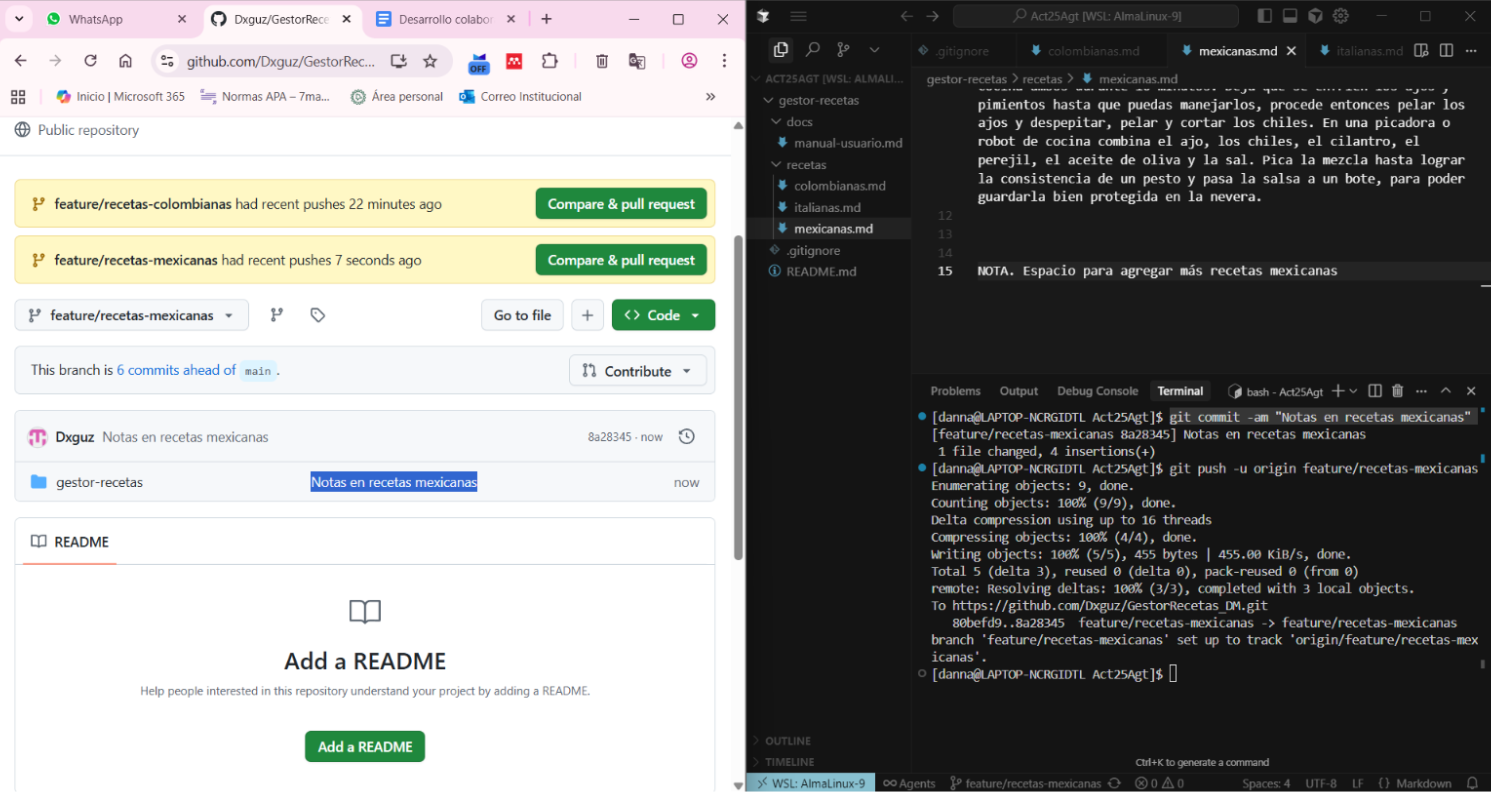 WhatsApp
Dxguz/GestorRece
Desarrollo colabor
github.com/Dxguz/GestorRec...
OFF
Inicio | Microsoft 365
Normas APA – 7ma...
Área personal
Correo Institucional
»
Public repository
feature/recetas-colombianas had recent pushes 22 minutes ago
Compare & pull request
feature/recetas-mexicanas had recent pushes 7 seconds ago
Compare & pull request
feature/recetas-mexicanas
Go to file
Code
This branch is 6 commits ahead of main.
Contribute
Dxguz Notas en recetas mexicanas
8a28345 · now
gestor-recetas
Notas en recetas mexicanas
now
README
Add a README
Help people interested in this repository understand your project by adding a README.
Add a README
Act25Agt [WSL: AlmaLinux-9]
.gitignore
colombianas.md
mexicanas.md
italianas.md
ACT25AGT [WSL: ALMALI...
gestor-recetas
docs
manual-usuario.md
recetas
colombianas.md
italianas.md
mexicanas.md
.gitignore
README.md
OUTLINE
TIMELINE
gestor-recetas > recetas > mexicanas.md
pimientos hasta que puedas manejarlos, procede entonces pelar los
ajos y despepitar, pelar y cortar los chiles. En una picadora o
robot de cocina combina el ajo, los chiles, el cilantro, el
perejil, el aceite de oliva y la sal. Pica la mezcla hasta lograr
la consistencia de un pesto y pasa la salsa a un bote, para poder
guardarla bien protegida en la nevera.
12
13
14
15 NOTA. Espacio para agregar más recetas mexicanas
Problems Output Debug Console Terminal
bash - Act25Agt
[danna@LAPTOP-NCRGIDTL Act25Agt]$ git commit -am "Notas en recetas mexicanas"
[feature/recetas-mexicanas 8a28345] Notas en recetas mexicanas
1 file changed, 4 insertions(+)
[danna@LAPTOP-NCRGIDTL Act25Agt]$ git push -u origin feature/recetas-mexicanas
Enumerating objects: 9, done.
Counting objects: 100% (9/9), done.
Delta compression using up to 16 threads
Compressing objects: 100% (4/4), done.
Writing objects: 100% (5/5), 455 bytes | 455.00 KiB/s, done.
Total 5 (delta 3), reused 0 (delta 0), pack-reused 0 (from 0)
remote: Resolving deltas: 100% (3/3), completed with 3 local objects.
To https://github.com/Dxguz/GestorRecetas_DM.git
80befd9..8a28345 feature/recetas-mexicanas -> feature/recetas-mexicanas
branch 'feature/recetas-mexicanas' set up to track 'origin/feature/recetas-mex
icanas'.
[danna@LAPTOP-NCRGIDTL Act25Agt]$
Ctrl+K to generate a command
WSL: AlmaLinux-9
Agents
feature/recetas-mexicanas
0
0
Spaces: 4
UTF-8
LF
{} Markdown